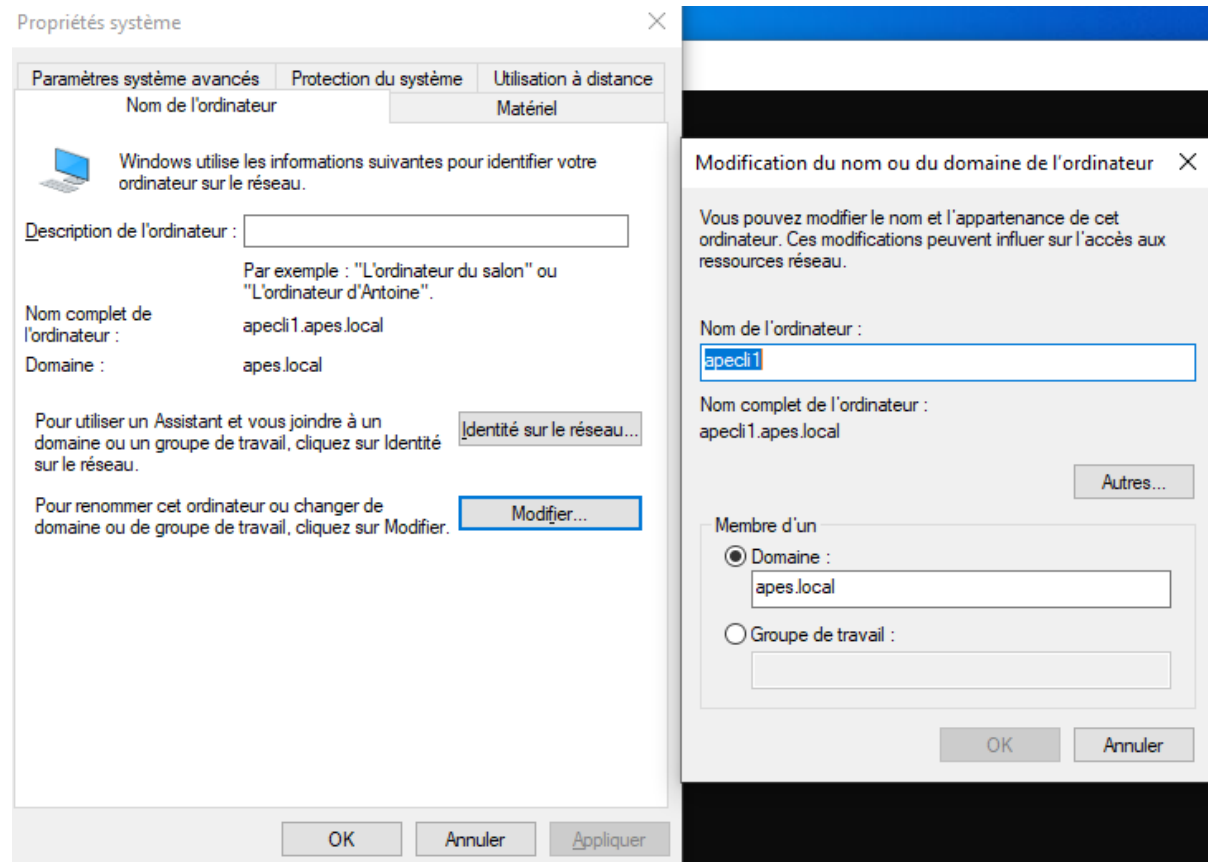 Propriétés système
Paramètres système avancés
Protection du système
Utilisation à distance
Nom de l'ordinateur
Matériel
Windows utilise les informations suivantes pour identifier votre
ordinateur sur le réseau.
Description de l'ordinateur :
Par exemple : "L'ordinateur du salon" ou
"L'ordinateur d'Antoine".
Nom complet de
l'ordinateur :
apecli1.apes.local
Domaine :
apes.local
Pour utiliser un Assistant et vous joindre à un
domaine ou un groupe de travail, cliquez sur Identité
sur le réseau.
Identité sur le réseau...
Pour renommer cet ordinateur ou changer de
domaine ou de groupe de travail, cliquez sur Modifier.
Modifier...
OK
Annuler
Appliquer
Modification du nom ou du domaine de l'ordinateur
Vous pouvez modifier le nom et l'appartenance de cet
ordinateur. Ces modifications peuvent influer sur l'accès aux
ressources réseau.
Nom de l'ordinateur :
apecli1
Nom complet de l'ordinateur :
apecli1.apes.local
Autres...
Membre d'un
Domaine :
apes.local
Groupe de travail :
OK
Annuler